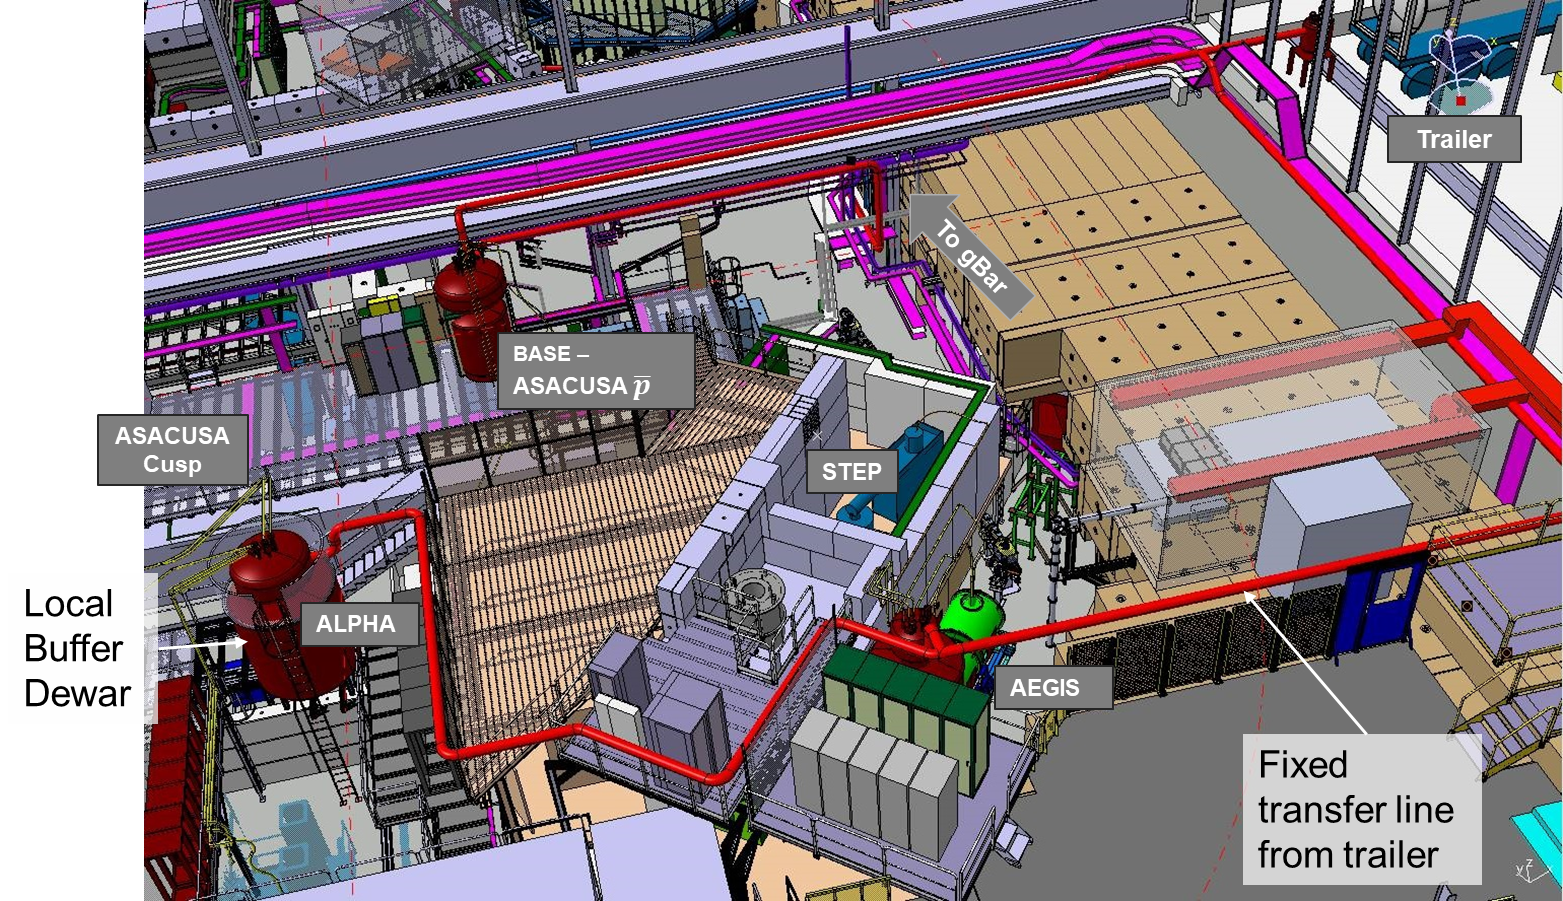 Trailer
To gBar
BASE –
ASACUSA p̅
ASACUSA
Cusp
STEP
Local
Buffer
Dewar
ALPHA
AEGIS
Fixed
transfer line
from trailer